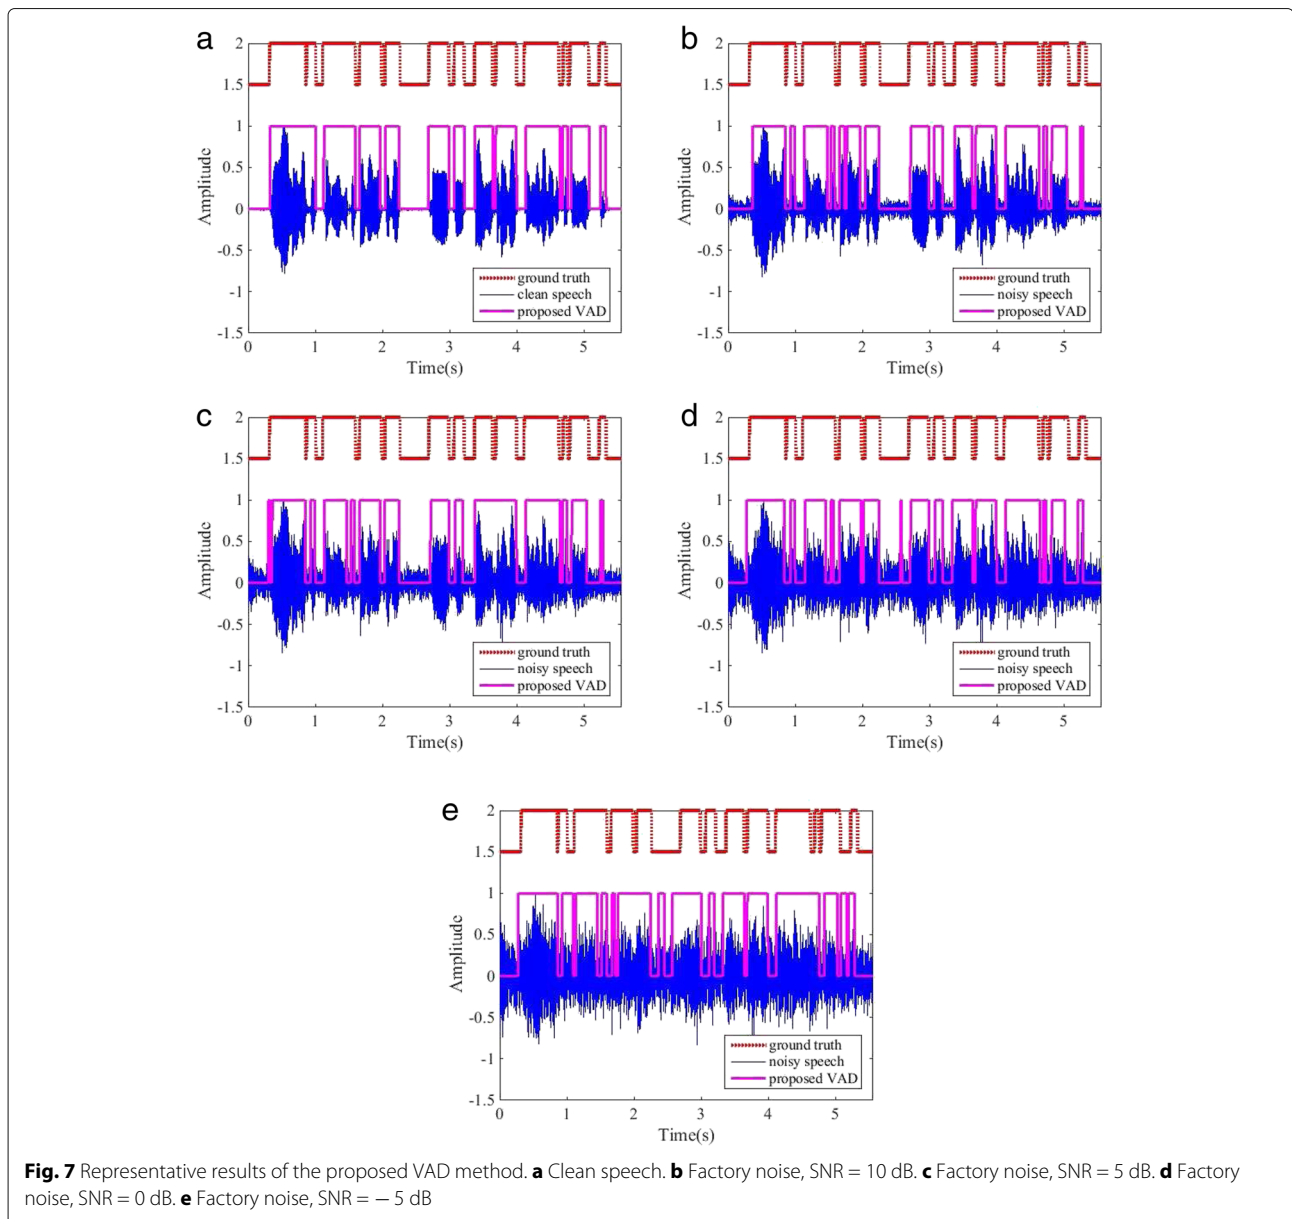 a
2
1.5
1
0.5
0
-0.5
-1
-1.5
Amplitude
0 1 2 3 4 5
Time(s)
ground truth
clean speech
proposed VAD
b
2
1.5
1
0.5
0
-0.5
-1
-1.5
Amplitude
0 1 2 3 4 5
Time(s)
ground truth
noisy speech
proposed VAD
c
2
1.5
1
0.5
0
-0.5
-1
-1.5
Amplitude
0 1 2 3 4 5
Time(s)
ground truth
noisy speech
proposed VAD
d
2
1.5
1
0.5
0
-0.5
-1
-1.5
Amplitude
0 1 2 3 4 5
Time(s)
ground truth
noisy speech
proposed VAD
e
2
1.5
1
0.5
0
-0.5
-1
-1.5
Amplitude
0 1 2 3 4 5
Time(s)
ground truth
noisy speech
proposed VAD
Fig. 7 Representative results of the proposed VAD method. a Clean speech. b Factory noise, SNR = 10 dB. c Factory noise, SNR = 5 dB. d Factory
noise, SNR = 0 dB. e Factory noise, SNR = − 5 dB